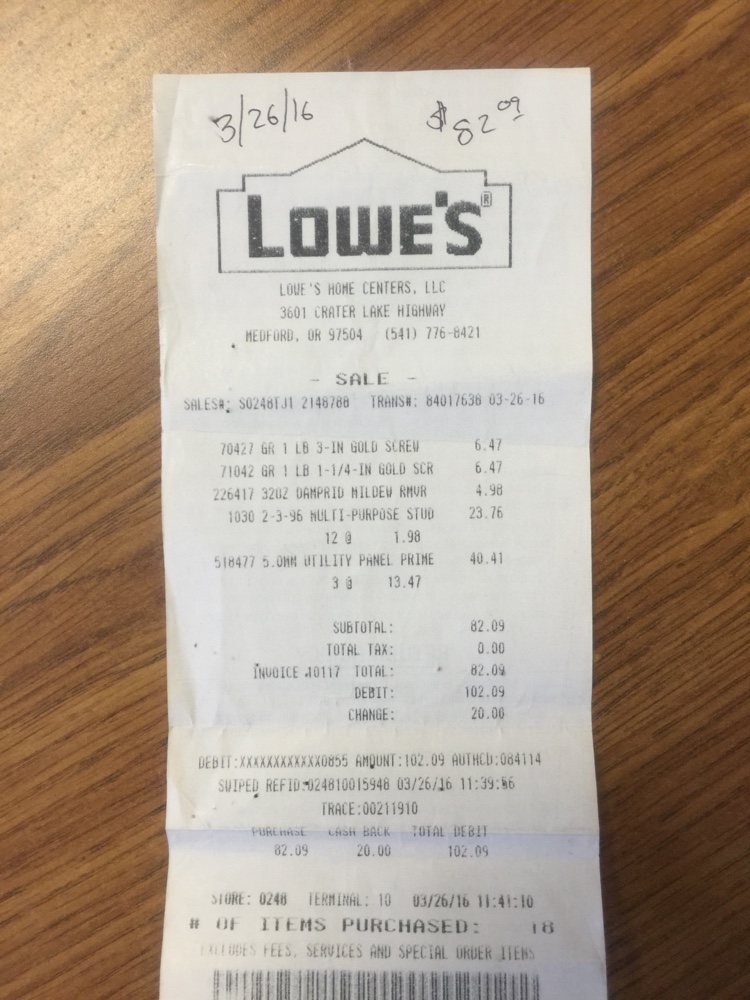 3/26/16 $82.09
LOWE'S®
LOWE'S HOME CENTERS, LLC
3601 CRATER LAKE HIGHWAY
MEDFORD, OR 97504 (541) 776-8421
- SALE -
SALES#: S0248TJ1 2148788 TRANS#: 84017638 03-26-16
70427 GR 1 LB 3-IN GOLD SCREW 6.47
71042 GR 1 LB 1-1/4-IN GOLD SCR 6.47
226417 3202 DAMPRID MILDEW RMVR 4.98
1030 2-3-96 MULTI-PURPOSE STUD 23.76
12 @ 1.98
518477 5.0MM UTILITY PANEL PRIME 40.41
3 @ 13.47
SUBTOTAL: 82.09
TOTAL TAX: 0.00
INVOICE 10117 TOTAL: 82.09
DEBIT: 102.09
CHANGE: 20.00
DEBIT:XXXXXXXXXXXX0855 AMOUNT:102.09 AUTHCD:084114
SWIPED REFID:024810015948 03/26/16
TRACE:00211910
PURCHASE CASH BACK TOTAL DEBIT
82.09 20.00 102.09
STORE: 0248 TERMINAL: 10 03/26/16 11:41:10
# OF ITEMS PURCHASED: 18
EXCLUDES FEES, SERVICES AND SPECIAL ORDER ITEMS